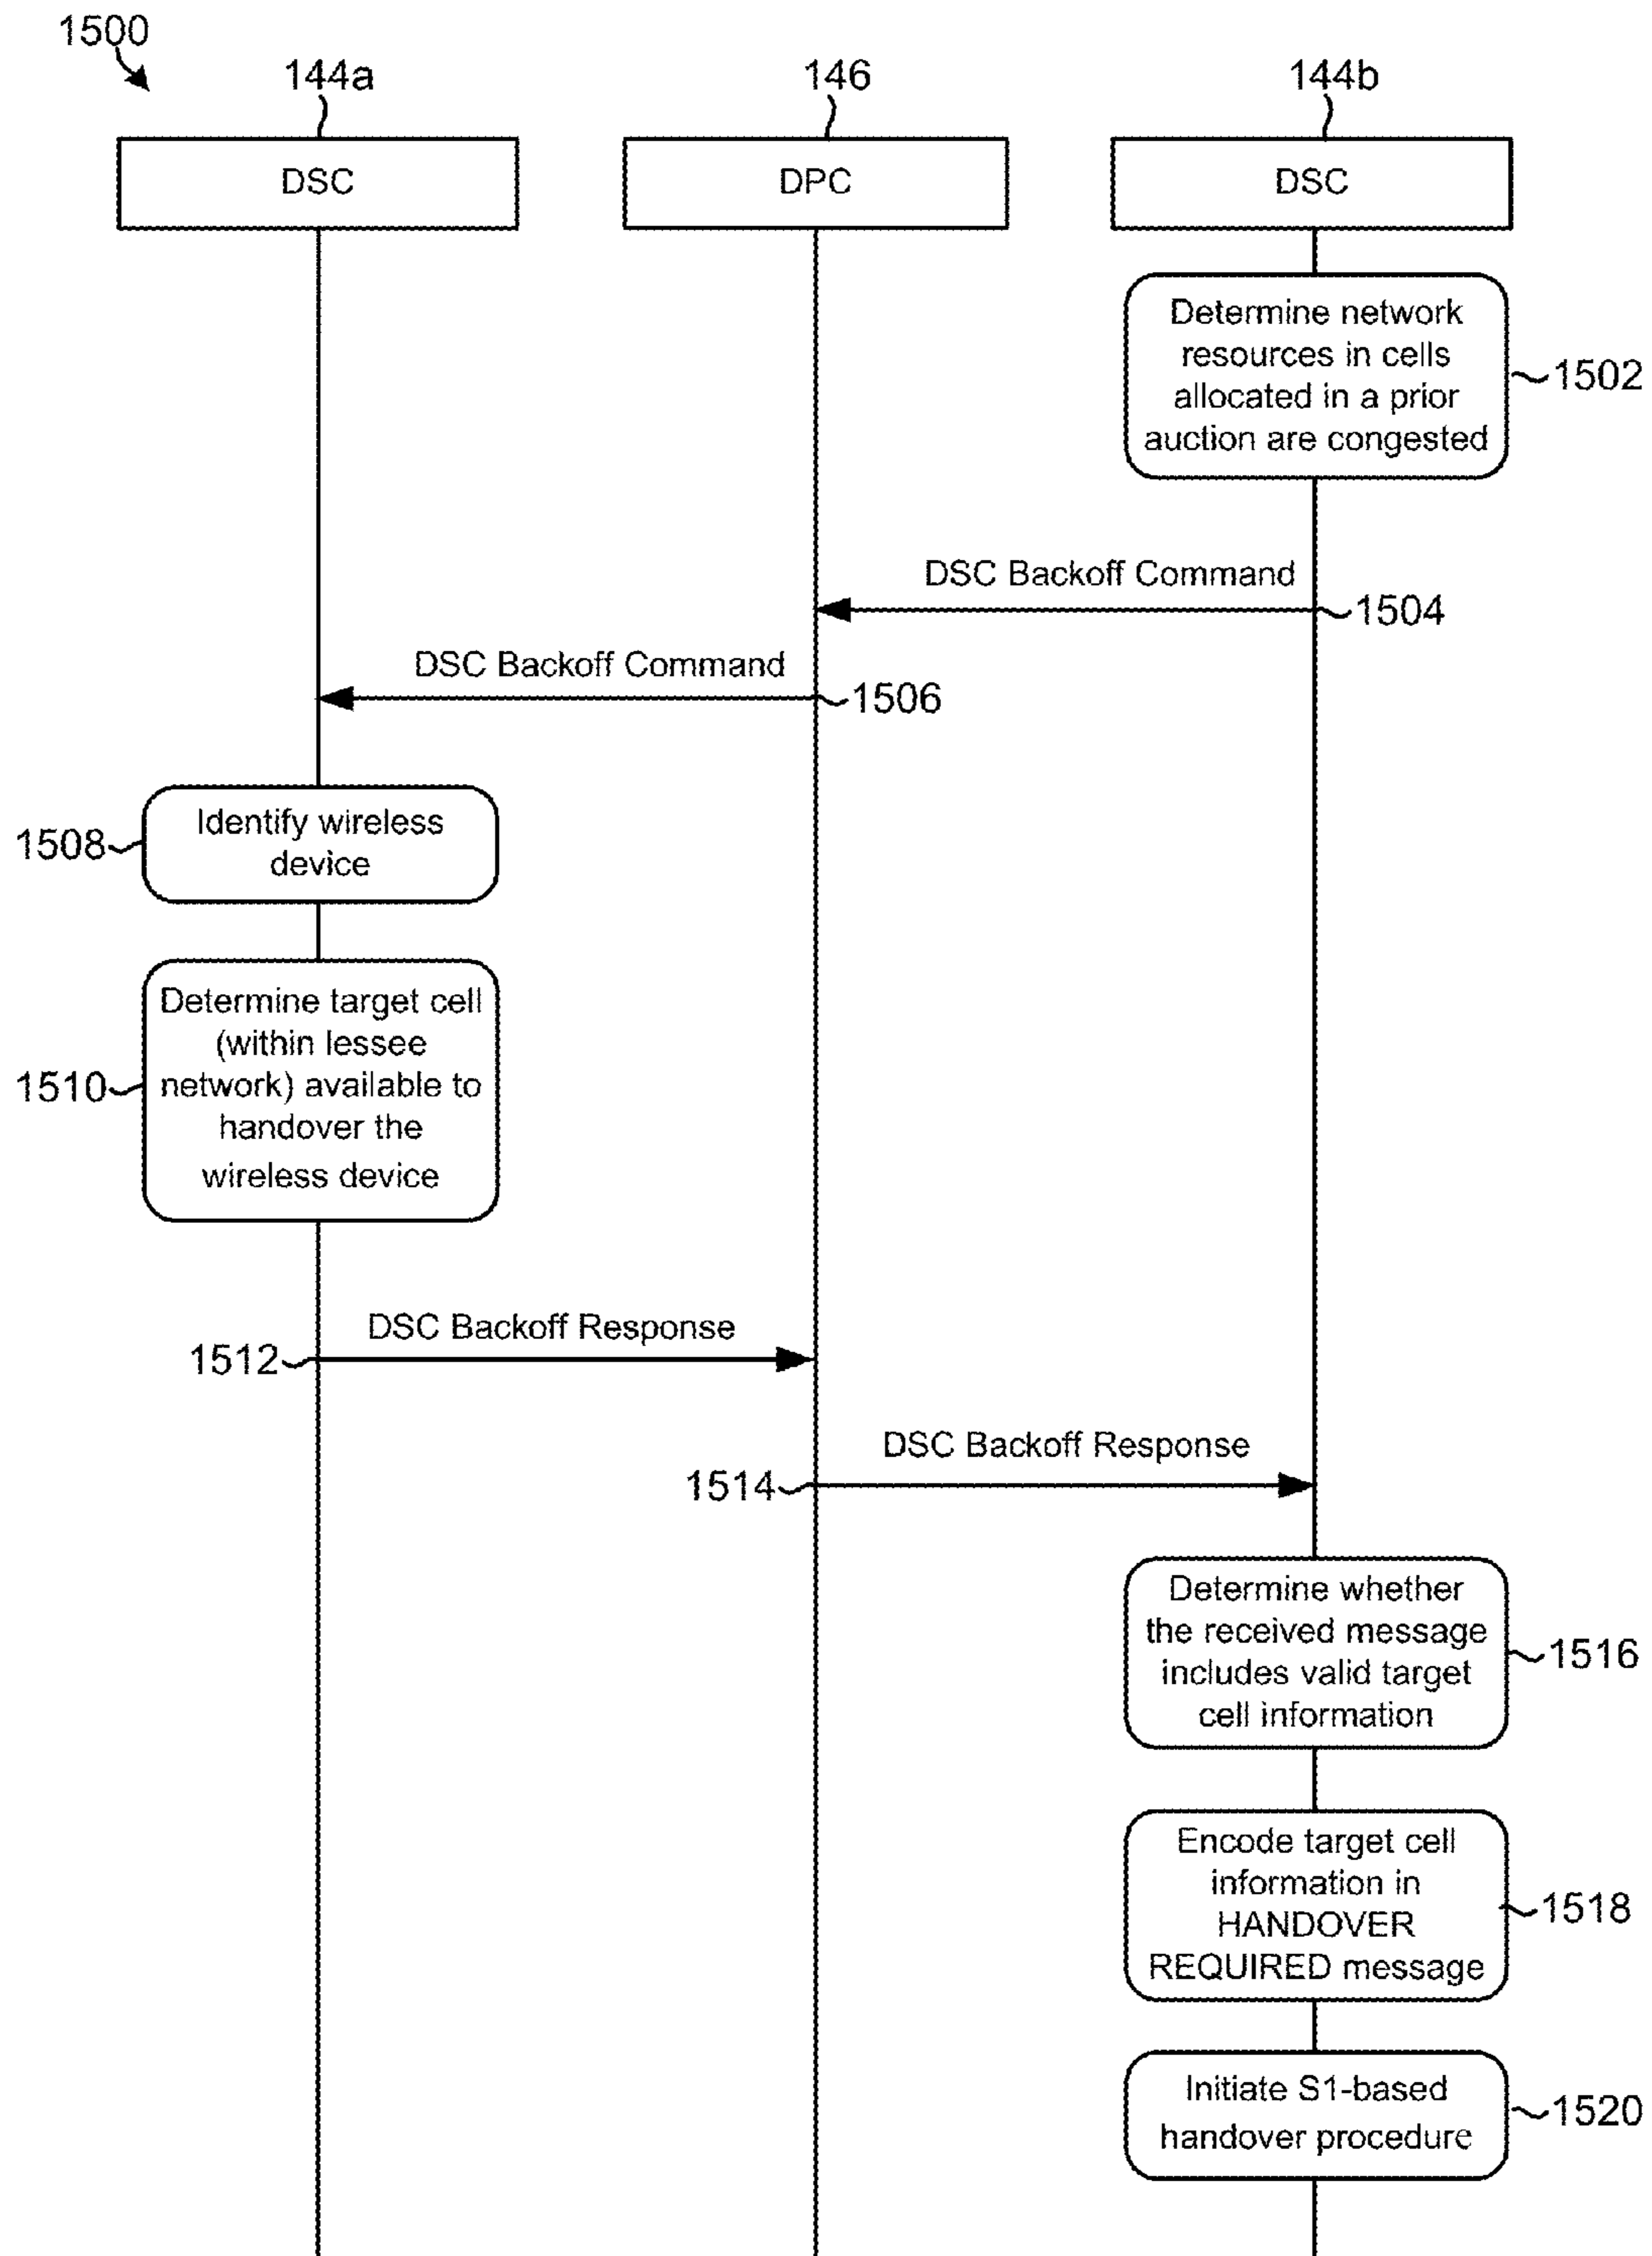 1500
144a
146
144b
DSC
DPC
DSC
Determine network
resources in cells
allocated in a prior
auction are congested
1502
DSC Backoff Command
1504
DSC Backoff Command
1506
Identify wireless
device
1508
Determine target cell
(within lessee
network) available to
handover the
wireless device
1510
DSC Backoff Response
1512
DSC Backoff Response
1514
Determine whether
the received message
includes valid target
cell information
1516
Encode target cell
information in
HANDOVER
REQUIRED message
1518
Initiate S1-based
handover procedure
1520